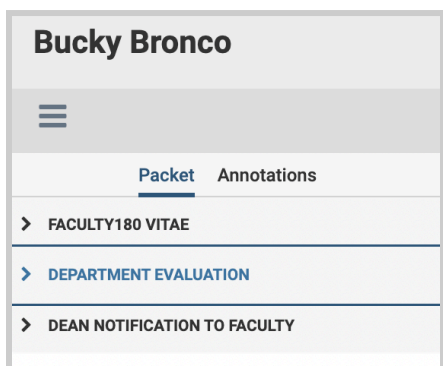 Bucky Bronco
Packet Annotations
FACULTY180 VITAE
DEPARTMENT EVALUATION
DEAN NOTIFICATION TO FACULTY